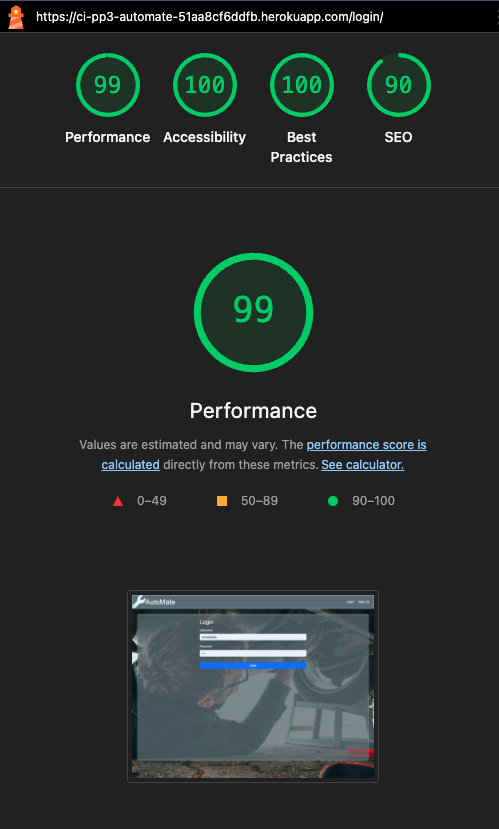 https://ci-pp3-automate-51aa8cf6ddfb.herokuapp.com/login/
99 100 100 90
Performance Accessibility Best Practices SEO
99
Performance
Values are estimated and may vary. The performance score is
calculated directly from these metrics. See calculator.
0–49 50–89 90–100
AutoMate
Login Sign Up
Login
Username
Password
Login